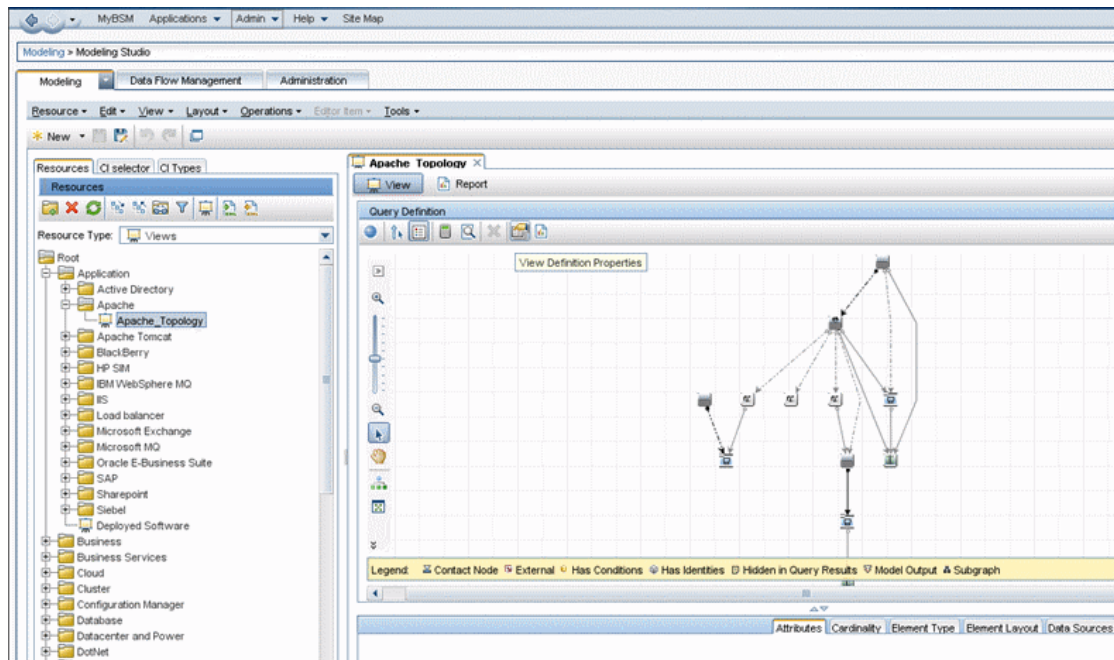 MyBSM Applications Admin Help Site Map
Modeling > Modeling Studio
Modeling Data Flow Management Administration
Resource Edit View Layout Operations Editor Item Tools
New
Resources CI selector CI Types
Apache_Topology
Resources
View Report
Query Definition
Resource Type: Views
View Definition Properties
Root
Application
Active Directory
Apache
Apache_Topology
Apache Tomcat
BlackBerry
HP SIM
IBM WebSphere MQ
IIS
Load balancer
Microsoft Exchange
Microsoft MQ
Oracle E-Business Suite
SAP
Sharepoint
Siebel
Deployed Software
Business
Business Services
Cloud
Cluster
Configuration Manager
Database
Datacenter and Power
DotNet
Legend: Contact Node External Has Conditions Has Identities Hidden in Query Results Model Output Subgraph
Attributes Cardinality Element Type Element Layout Data Sources